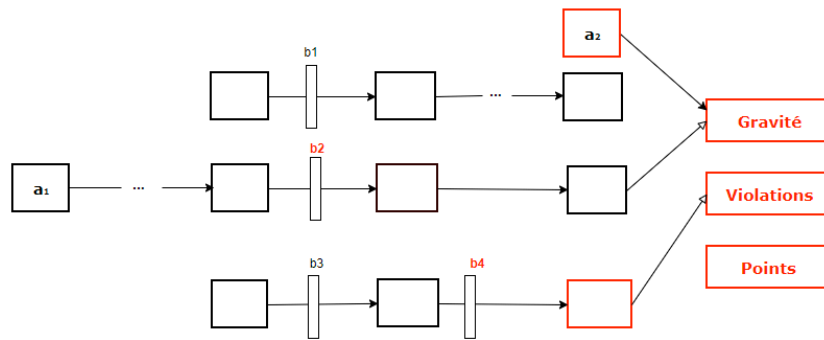 a₂
b1
...
Gravité
b2
a₁
...
Violations
b3
b4
Points